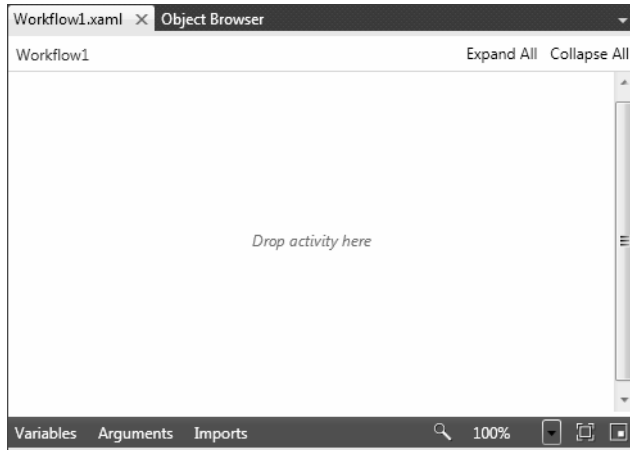 Workflow1.xaml Object Browser
Workflow1 Expand All Collapse All
Drop activity here
Variables Arguments Imports 100%